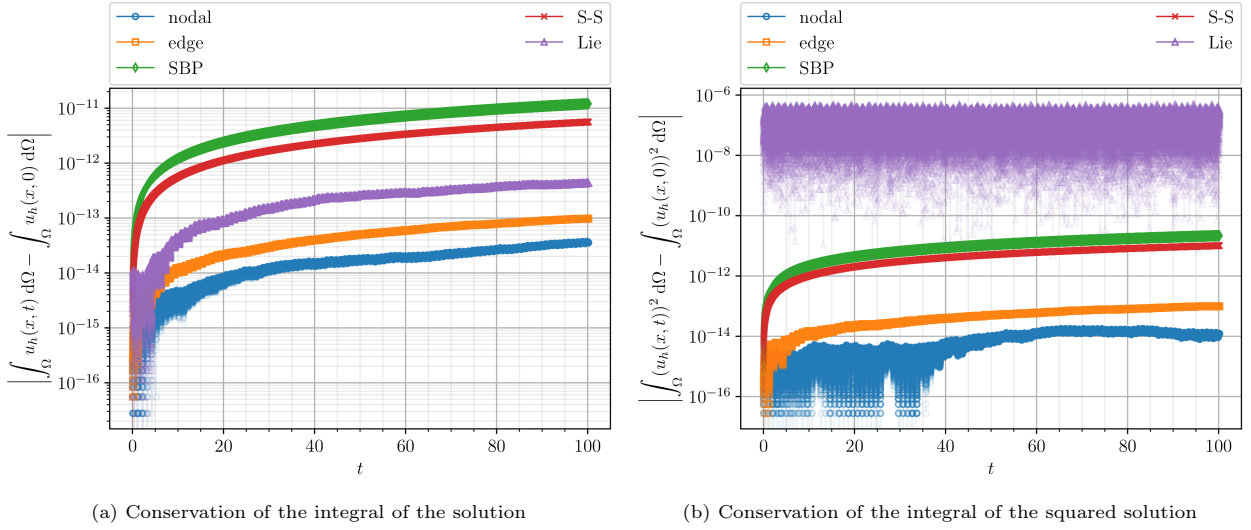 nodal
edge
SBP
S-S
Lie
10⁻¹¹
10⁻¹²
10⁻¹³
10⁻¹⁴
10⁻¹⁵
10⁻¹⁶
|∫_Ω u_h(x, t) dΩ − ∫_Ω u_h(x, 0) dΩ|
0 20 40 60 80 100
t
(a) Conservation of the integral of the solution
nodal
edge
SBP
S-S
Lie
10⁻⁶
10⁻⁸
10⁻¹⁰
10⁻¹²
10⁻¹⁴
10⁻¹⁶
|∫_Ω (u_h(x, t))² dΩ − ∫_Ω (u_h(x, 0))² dΩ|
0 20 40 60 80 100
t
(b) Conservation of the integral of the squared solution